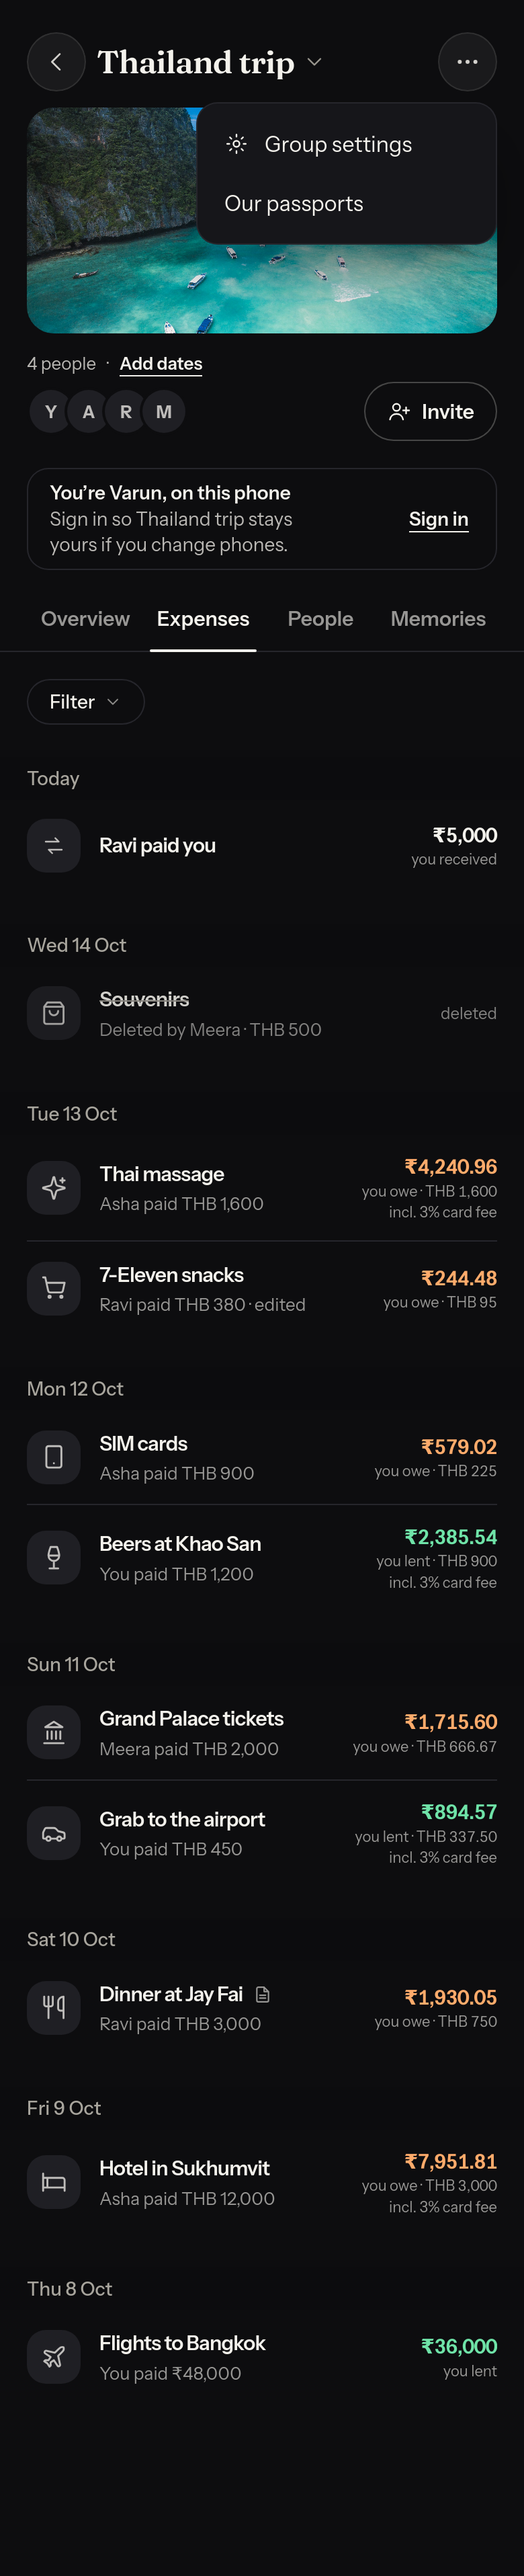 Thailand trip
Group settings
Our passports
4 people · Add dates
Y A R M
Invite
You’re Varun, on this phone
Sign in so Thailand trip stays
yours if you change phones.
Sign in
Overview Expenses People Memories
Filter
Today
Ravi paid you
₹5,000
you received
Wed 14 Oct
Souvenirs
Deleted by Meera · THB 500
deleted
Tue 13 Oct
Thai massage
Asha paid THB 1,600
₹4,240.96
you owe · THB 1,600
incl. 3% card fee
7-Eleven snacks
Ravi paid THB 380 · edited
₹244.48
you owe · THB 95
Mon 12 Oct
SIM cards
Asha paid THB 900
₹579.02
you owe · THB 225
Beers at Khao San
You paid THB 1,200
₹2,385.54
you lent · THB 900
incl. 3% card fee
Sun 11 Oct
Grand Palace tickets
Meera paid THB 2,000
₹1,715.60
you owe · THB 666.67
Grab to the airport
You paid THB 450
₹894.57
you lent · THB 337.50
incl. 3% card fee
Sat 10 Oct
Dinner at Jay Fai
Ravi paid THB 3,000
₹1,930.05
you owe · THB 750
Fri 9 Oct
Hotel in Sukhumvit
Asha paid THB 12,000
₹7,951.81
you owe · THB 3,000
incl. 3% card fee
Thu 8 Oct
Flights to Bangkok
You paid ₹48,000
₹36,000
you lent